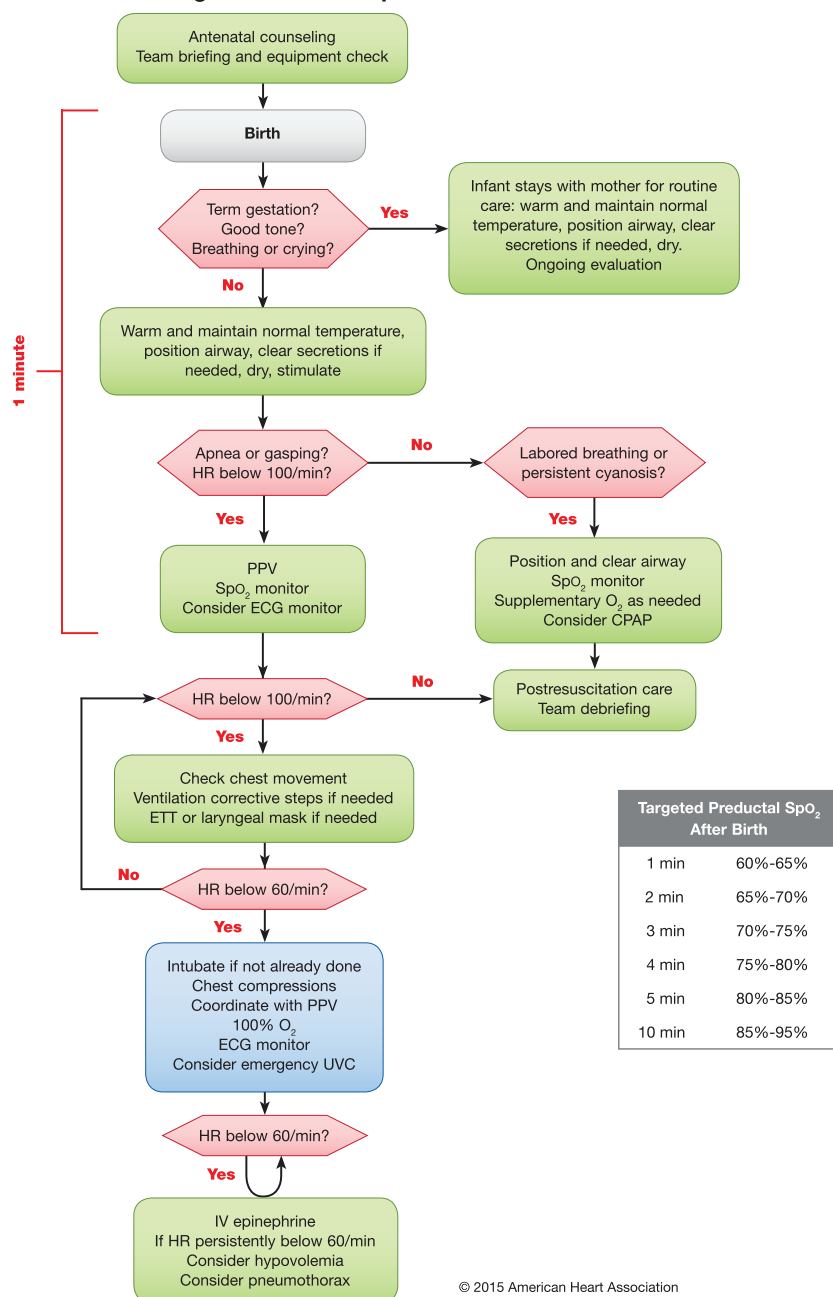 Antenatal counseling
Team briefing and equipment check
Birth
Term gestation?
Good tone?
Breathing or crying?
Yes
Infant stays with mother for routine
care: warm and maintain normal
temperature, position airway, clear
secretions if needed, dry.
Ongoing evaluation
No
1 minute
Warm and maintain normal temperature,
position airway, clear secretions if
needed, dry, stimulate
Apnea or gasping?
HR below 100/min?
No
Labored breathing or
persistent cyanosis?
Yes
Yes
PPV
SpO2 monitor
Consider ECG monitor
Position and clear airway
SpO2 monitor
Supplementary O2 as needed
Consider CPAP
HR below 100/min?
No
Postresuscitation care
Team debriefing
Yes
Check chest movement
Ventilation corrective steps if needed
ETT or laryngeal mask if needed
No
HR below 60/min?
Yes
Intubate if not already done
Chest compressions
Coordinate with PPV
100% O2
ECG monitor
Consider emergency UVC
HR below 60/min?
Yes
IV epinephrine
If HR persistently below 60/min
Consider hypovolemia
Consider pneumothorax
Targeted Preductal SpO2
After Birth
1 min 60%-65%
2 min 65%-70%
3 min 70%-75%
4 min 75%-80%
5 min 80%-85%
10 min 85%-95%
© 2015 American Heart Association